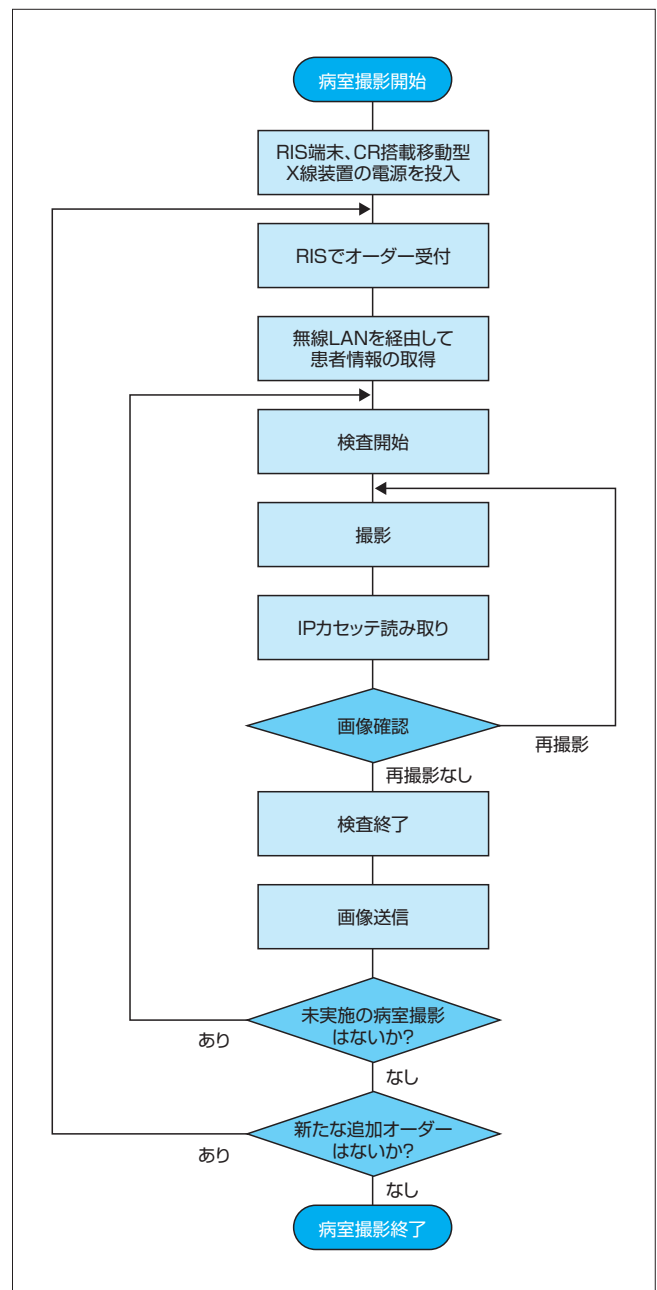 病室撮影開始
RIS端末、CR搭載移動型
X線装置の電源を投入
RISでオーダー受付
無線LANを経由して
患者情報の取得
検査開始
撮影
IPカセッテ読み取り
画像確認
再撮影
再撮影なし
検査終了
画像送信
未実施の病室撮影
はないか?
あり
なし
新たな追加オーダー
はないか?
あり
なし
病室撮影終了